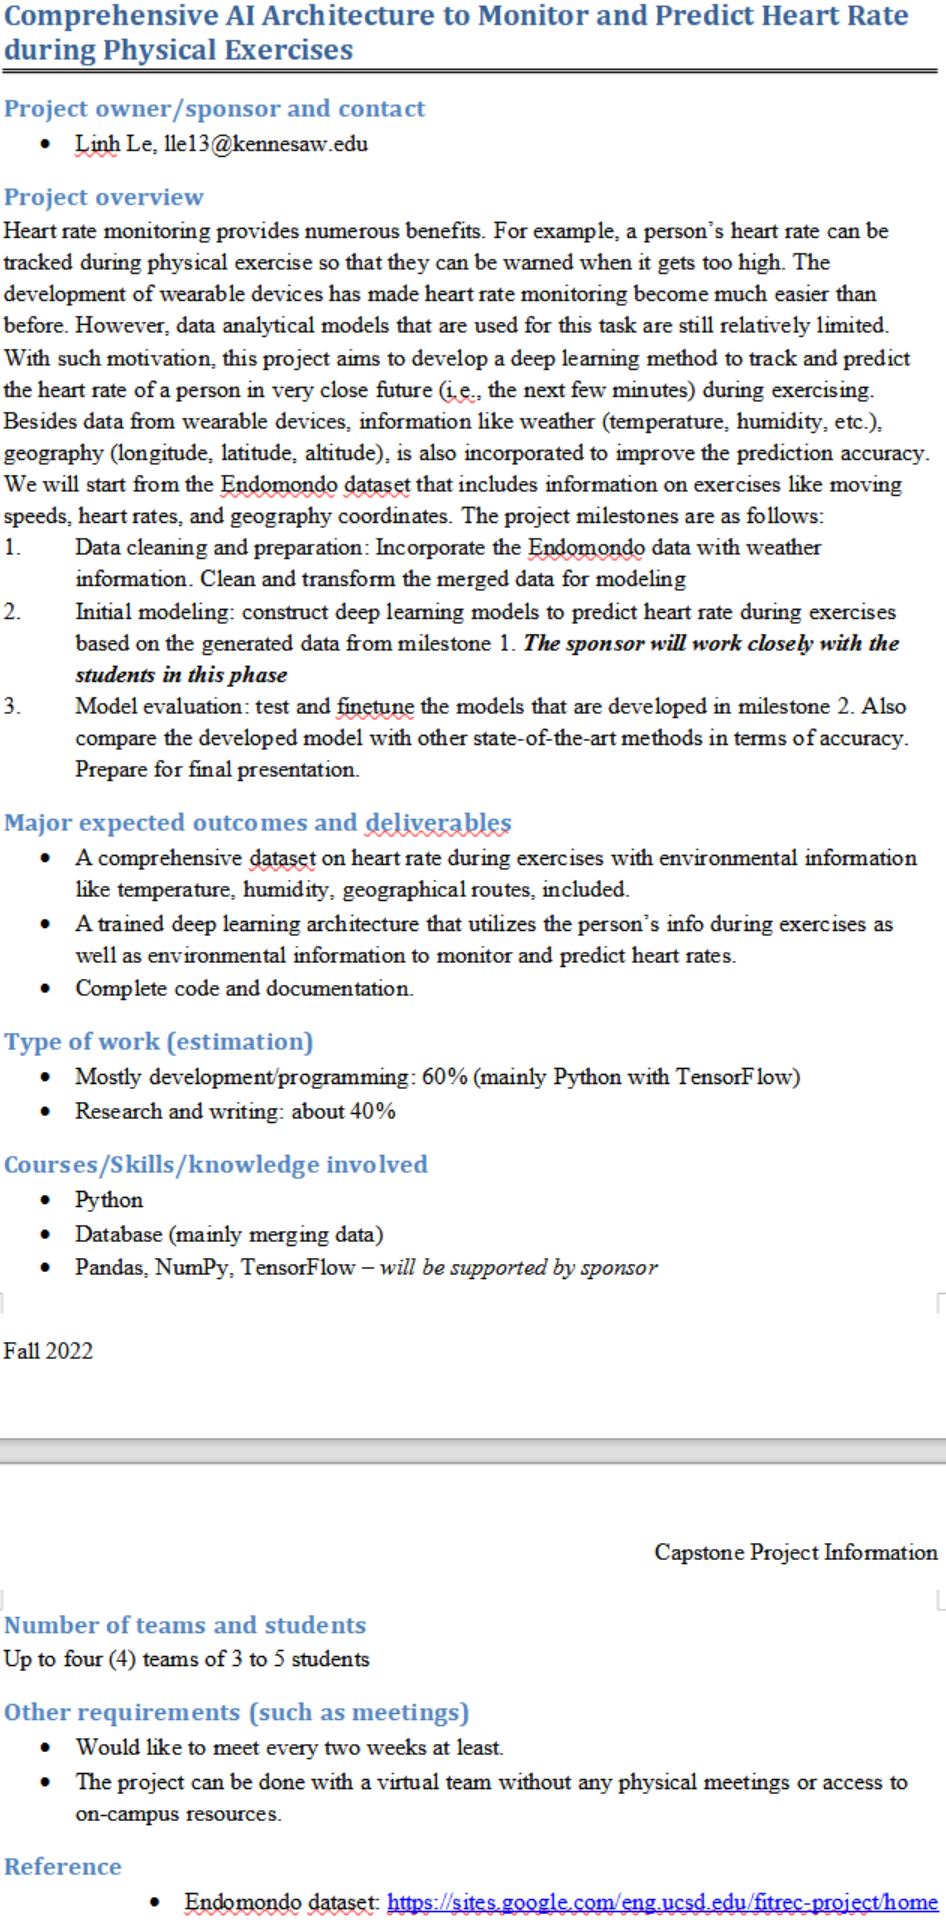 Comprehensive AI Architecture to Monitor and Predict Heart Rate
during Physical Exercises
Project owner/sponsor and contact
• Linh Le, lle13@kennesaw.edu
Project overview
Heart rate monitoring provides numerous benefits. For example, a person’s heart rate can be
tracked during physical exercise so that they can be warned when it gets too high. The
development of wearable devices has made heart rate monitoring become much easier than
before. However, data analytical models that are used for this task are still relatively limited.
With such motivation, this project aims to develop a deep learning method to track and predict
the heart rate of a person in very close future (i.e., the next few minutes) during exercising.
Besides data from wearable devices, information like weather (temperature, humidity, etc.),
geography (longitude, latitude, altitude), is also incorporated to improve the prediction accuracy.
We will start from the Endomondo dataset that includes information on exercises like moving
speeds, heart rates, and geography coordinates. The project milestones are as follows:
1. Data cleaning and preparation: Incorporate the Endomondo data with weather
information. Clean and transform the merged data for modeling
2. Initial modeling: construct deep learning models to predict heart rate during exercises
based on the generated data from milestone 1. The sponsor will work closely with the
students in this phase
3. Model evaluation: test and finetune the models that are developed in milestone 2. Also
compare the developed model with other state-of-the-art methods in terms of accuracy.
Prepare for final presentation.
Major expected outcomes and deliverables
• A comprehensive dataset on heart rate during exercises with environmental information
like temperature, humidity, geographical routes, included.
• A trained deep learning architecture that utilizes the person’s info during exercises as
well as environmental information to monitor and predict heart rates.
• Complete code and documentation.
Type of work (estimation)
• Mostly development/programming: 60% (mainly Python with TensorFlow)
• Research and writing: about 40%
Courses/Skills/knowledge involved
• Python
• Database (mainly merging data)
• Pandas, NumPy, TensorFlow – will be supported by sponsor
Fall 2022
Capstone Project Information
Number of teams and students
Up to four (4) teams of 3 to 5 students
Other requirements (such as meetings)
• Would like to meet every two weeks at least.
• The project can be done with a virtual team without any physical meetings or access to
on-campus resources.
Reference
• Endomondo dataset: https://sites.google.com/eng.ucsd.edu/fitrec-project/home